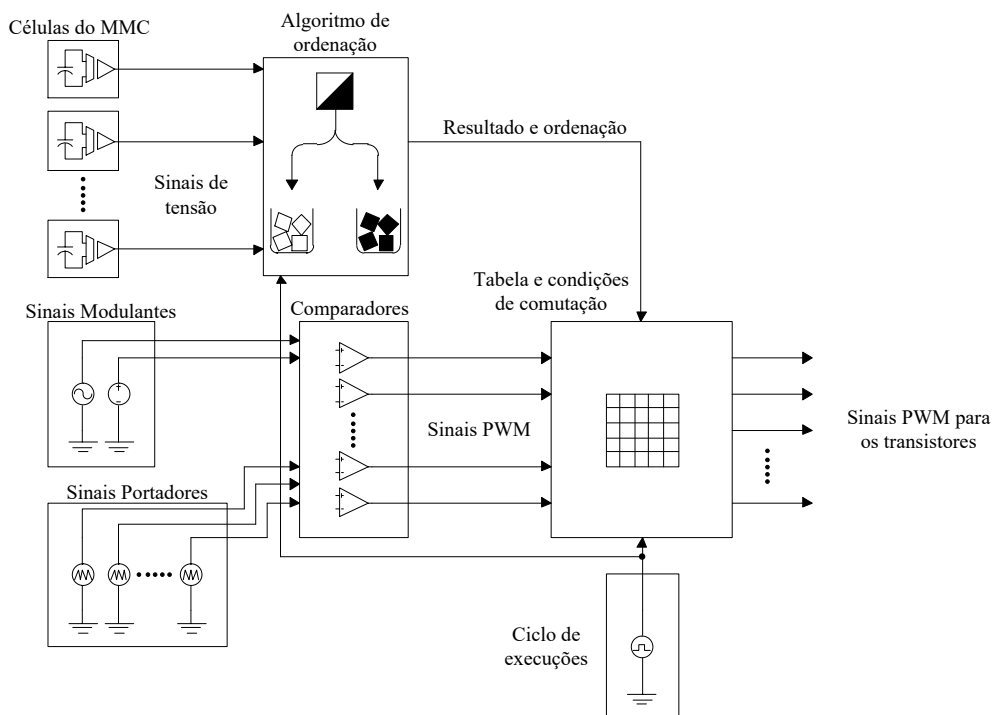 Células do MMC
Algoritmo de
ordenação
Resultado e ordenação
Sinais de
tensão
Tabela e condições
de comutação
Sinais Modulantes
Comparadores
Sinais PWM
Sinais PWM para
os transistores
Sinais Portadores
Ciclo de
execuções